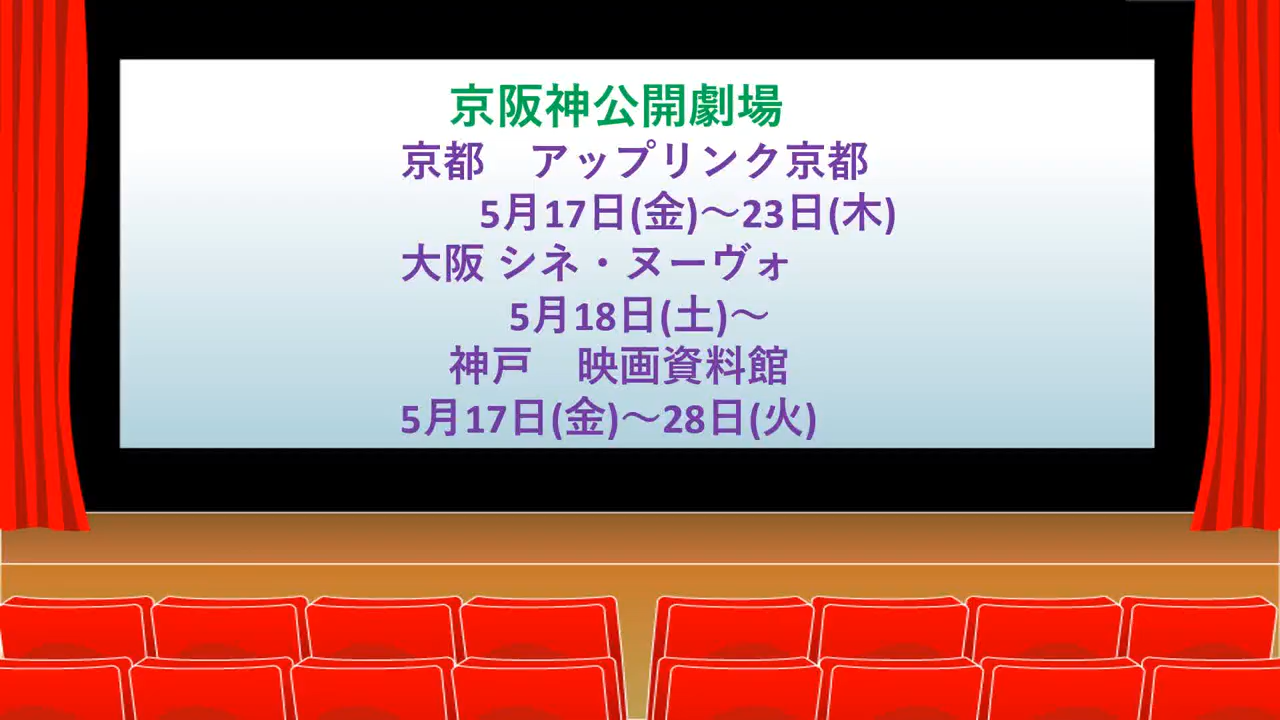 京阪神公開劇場
京都　アップリンク京都
5月17日(金)～23日(木)
大阪 シネ・ヌーヴォ
5月18日(土)～
神戸　映画資料館
5月17日(金)～28日(火)